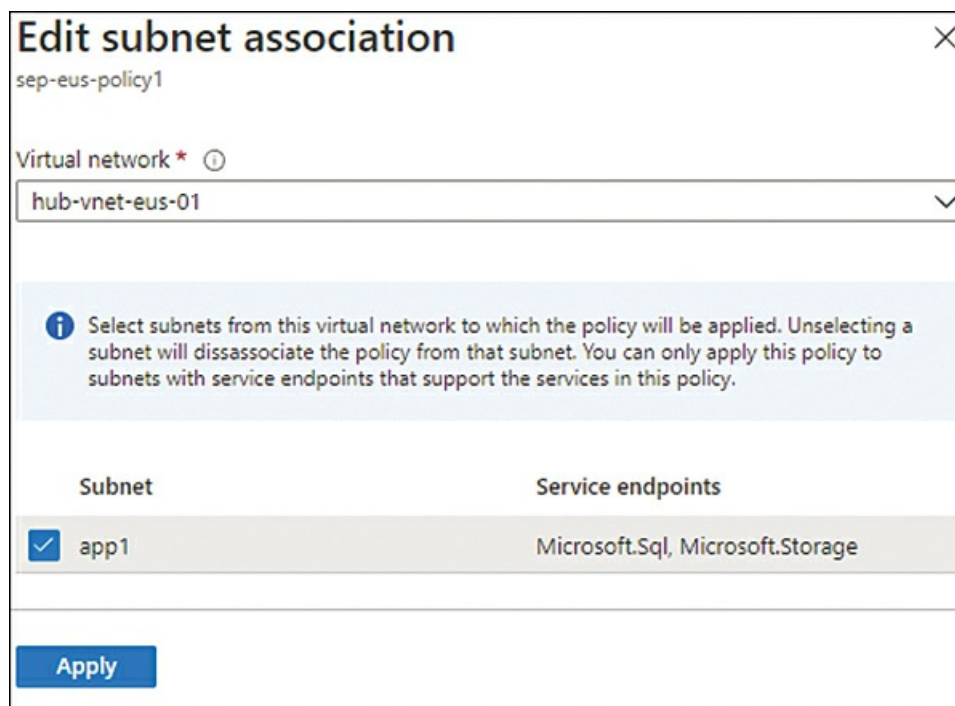 Edit subnet association
sep-eus-policy1
Virtual network *
hub-vnet-eus-01
Select subnets from this virtual network to which the policy will be applied. Unselecting a
subnet will dissassociate the policy from that subnet. You can only apply this policy to
subnets with service endpoints that support the services in this policy.
Subnet Service endpoints
app1 Microsoft.Sql, Microsoft.Storage
Apply